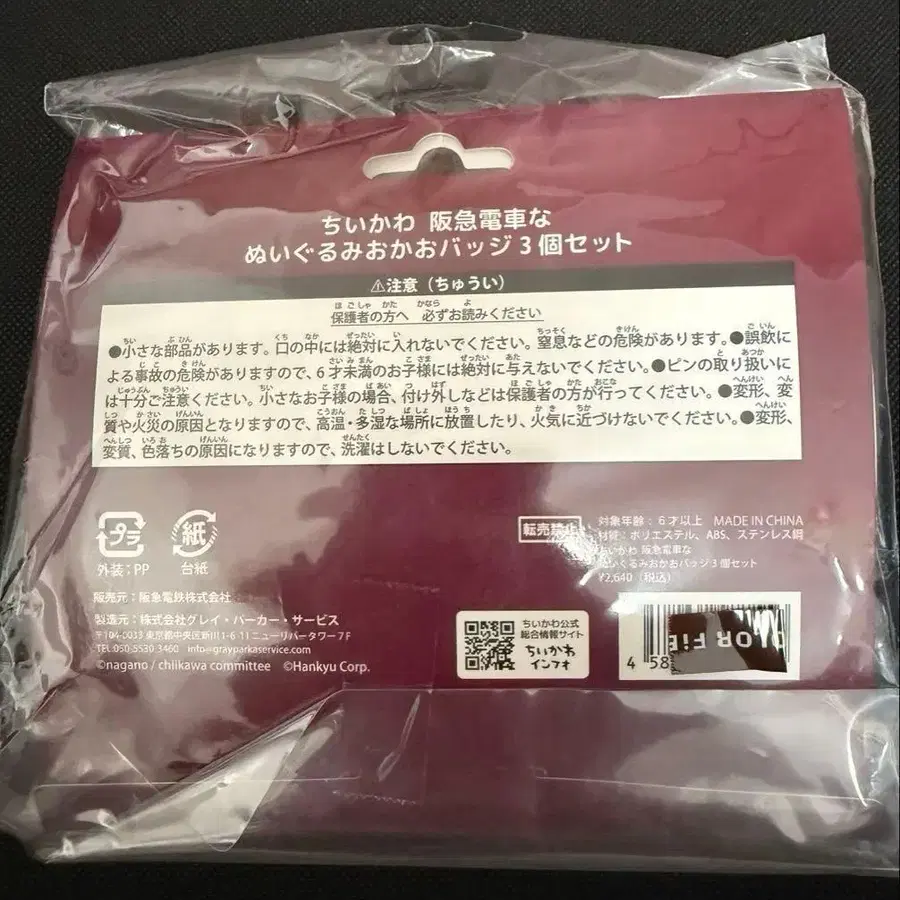 ちいかわ 阪急電車な
ぬいぐるみおかおバッジ3個セット
⚠注意（ちゅうい）
保護者の方へ 必ずお読みください
●小さな部品があります。口の中には絶対に入れないでください。窒息などの危険があります。●誤飲に
よる事故の危険がありますので、6才未満のお子様には絶対に与えないでください。●ピンの取り扱いに
は十分ご注意ください。小さなお子様の場合、付け外しなどは保護者の方が行ってください。●変形、変
質や火災の原因となりますので、高温・多湿な場所に放置したり、火気に近づけないでください。●変形、
変質、色落ちの原因になりますので、洗濯はしないでください。
プラ
外装：PP
紙
台紙
転売禁止
対象年齢：6才以上 MADE IN CHINA
材質：ポリエステル、ABS、ステンレス鋼
ちいかわ 阪急電車な
ぬいぐるみおかおバッジ3個セット
¥2,640（税込）
販売元：阪急電鉄株式会社
製造元：株式会社グレイ・パーカー・サービス
〒104-0033 東京都中央区新川1-6-11 ニューリバータワー7F
TEL:050-5530-3460 info@grayparkaservice.com
©nagano / chiikawa committee ©Hankyu Corp.
ちいかわ公式
総合情報サイト
ちいかわ
インフォ
4 58